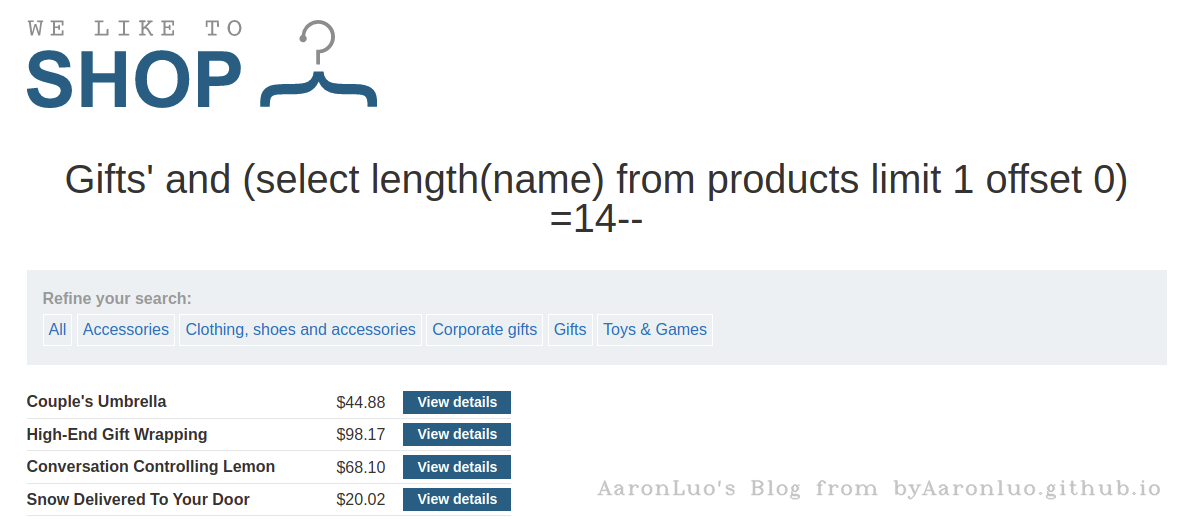 WE LIKE TO
SHOP
Gifts' and (select length(name) from products limit 1 offset 0)
=14--
Refine your search:
All Accessories Clothing, shoes and accessories Corporate gifts Gifts Toys & Games
Couple's Umbrella $44.88 View details
High-End Gift Wrapping $98.17 View details
Conversation Controlling Lemon $68.10 View details
Snow Delivered To Your Door $20.02 View details
AaronLuo's Blog from byAaronluo.github.io